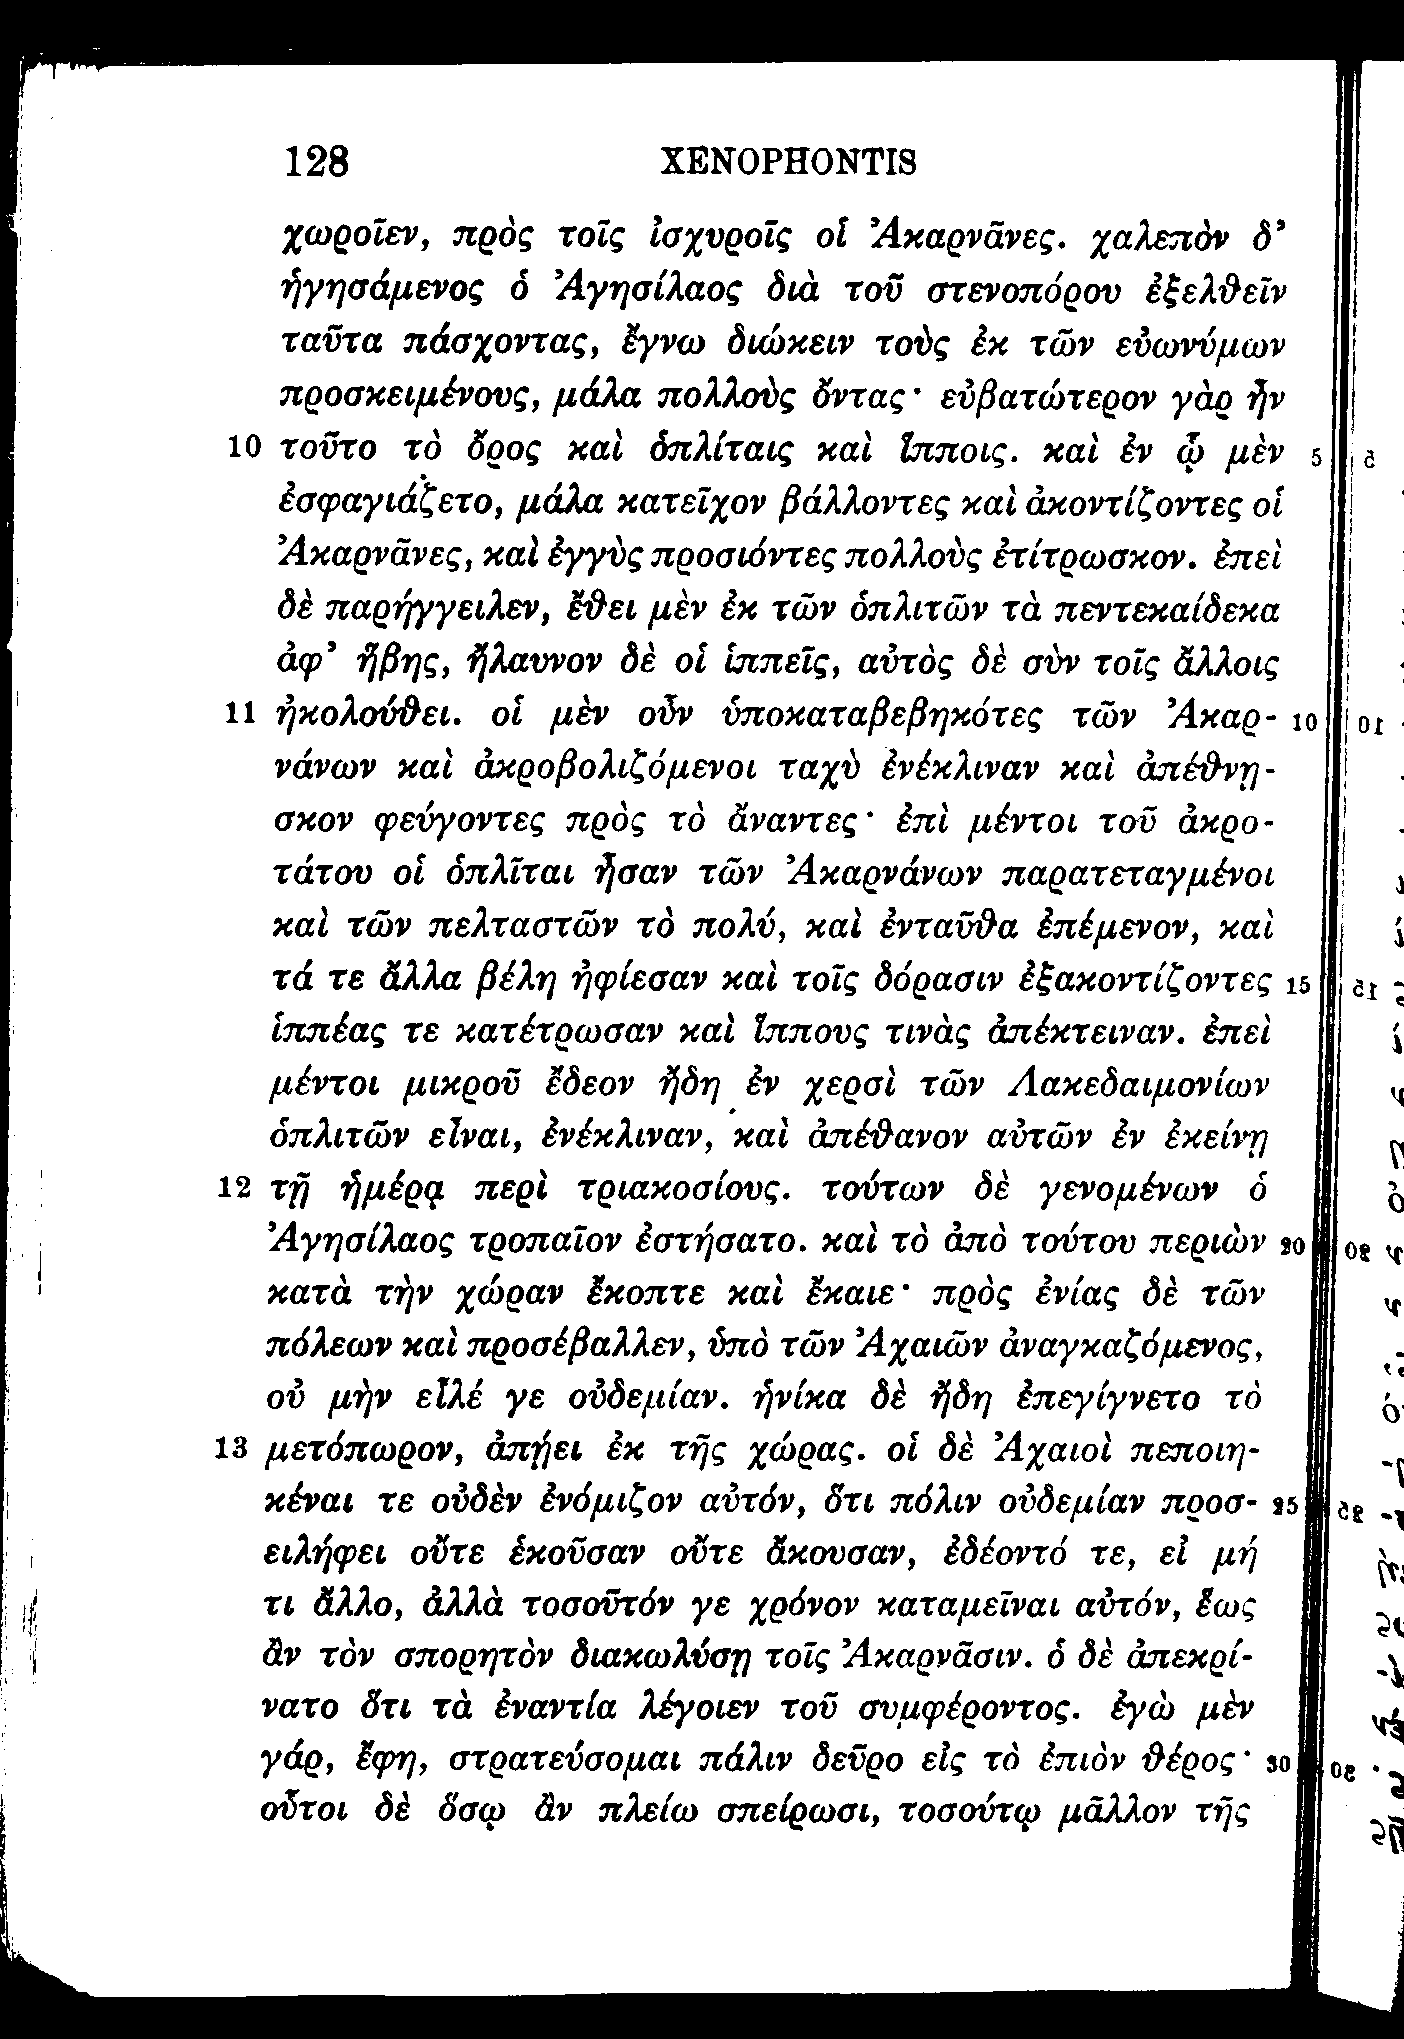 128 XENOPHONTIS
χωροῖεν, πρὸς τοῖς ἰσχυροῖς οἱ Ἀκαρνᾶνες. χαλεπὸν δ’
ἡγησάμενος ὁ Ἀγησίλαος διὰ τοῦ στενοπόρου ἐξελθεῖν
ταῦτα πάσχοντας, ἔγνω διώκειν τοὺς ἐκ τῶν εὐωνύμων
προσκειμένους, μάλα πολλοὺς ὄντας· εὐβατώτερον γὰρ ἦν
10 τοῦτο τὸ ὄρος καὶ ὁπλίταις καὶ ἵπποις. καὶ ἐν ᾧ μὲν 5
ἐσφαγιάζετο, μάλα κατεῖχον βάλλοντες καὶ ἀκοντίζοντες οἱ
Ἀκαρνᾶνες, καὶ ἐγγὺς προσιόντες πολλοὺς ἐτίτρωσκον. ἐπεὶ
δὲ παρήγγειλεν, ἔθει μὲν ἐκ τῶν ὁπλιτῶν τὰ πεντεκαίδεκα
ἀφ’ ἥβης, ἤλαυνον δὲ οἱ ἱππεῖς, αὐτὸς δὲ σὺν τοῖς ἄλλοις
11 ἠκολούθει. οἱ μὲν οὖν ὑποκαταβεβηκότες τῶν Ἀκαρ- 10
νάνων καὶ ἀκροβολιζόμενοι ταχὺ ἐνέκλιναν καὶ ἀπέθνῃ-
σκον φεύγοντες πρὸς τὸ ἄναντες· ἐπὶ μέντοι τοῦ ἀκρο-
τάτου οἱ ὁπλῖται ἦσαν τῶν Ἀκαρνάνων παρατεταγμένοι
καὶ τῶν πελταστῶν τὸ πολύ, καὶ ἐνταῦθα ἐπέμενον, καὶ
τά τε ἄλλα βέλη ἠφίεσαν καὶ τοῖς δόρασιν ἐξακοντίζοντες 15
ἱππέας τε κατέτρωσαν καὶ ἵππους τινὰς ἀπέκτειναν. ἐπεὶ
μέντοι μικροῦ ἔδεον ἤδη ἐν χερσὶ τῶν Λακεδαιμονίων
ὁπλιτῶν εἶναι, ἐνέκλιναν, καὶ ἀπέθανον αὐτῶν ἐν ἐκείνῃ
12 τῇ ἡμέρᾳ περὶ τριακοσίους. τούτων δὲ γενομένων ὁ
Ἀγησίλαος τροπαῖον ἐστήσατο. καὶ τὸ ἀπὸ τούτου περιὼν 20
κατὰ τὴν χώραν ἔκοπτε καὶ ἔκαιε· πρὸς ἐνίας δὲ τῶν
πόλεων καὶ προσέβαλλεν, ὑπὸ τῶν Ἀχαιῶν ἀναγκαζόμενος,
οὐ μὴν εἷλέ γε οὐδεμίαν. ἡνίκα δὲ ἤδη ἐπεγίγνετο τὸ
13 μετόπωρον, ἀπῄει ἐκ τῆς χώρας. οἱ δὲ Ἀχαιοὶ πεποιη-
κέναι τε οὐδὲν ἐνόμιζον αὐτόν, ὅτι πόλιν οὐδεμίαν προσ- 25
ειλήφει οὔτε ἑκοῦσαν οὔτε ἄκουσαν, ἐδέοντό τε, εἰ μή
τι ἄλλο, ἀλλὰ τοσοῦτόν γε χρόνον καταμεῖναι αὐτόν, ἕως
ἂν τὸν σπορητὸν διακωλύσῃ τοῖς Ἀκαρνᾶσιν. ὁ δὲ ἀπεκρί-
νατο ὅτι τὰ ἐναντία λέγοιεν τοῦ συμφέροντος. ἐγὼ μὲν
γάρ, ἔφη, στρατεύσομαι πάλιν δεῦρο εἰς τὸ ἐπιὸν θέρος· 30
οὗτοι δὲ ὅσῳ ἂν πλείω σπείρωσι, τοσούτῳ μᾶλλον τῆς